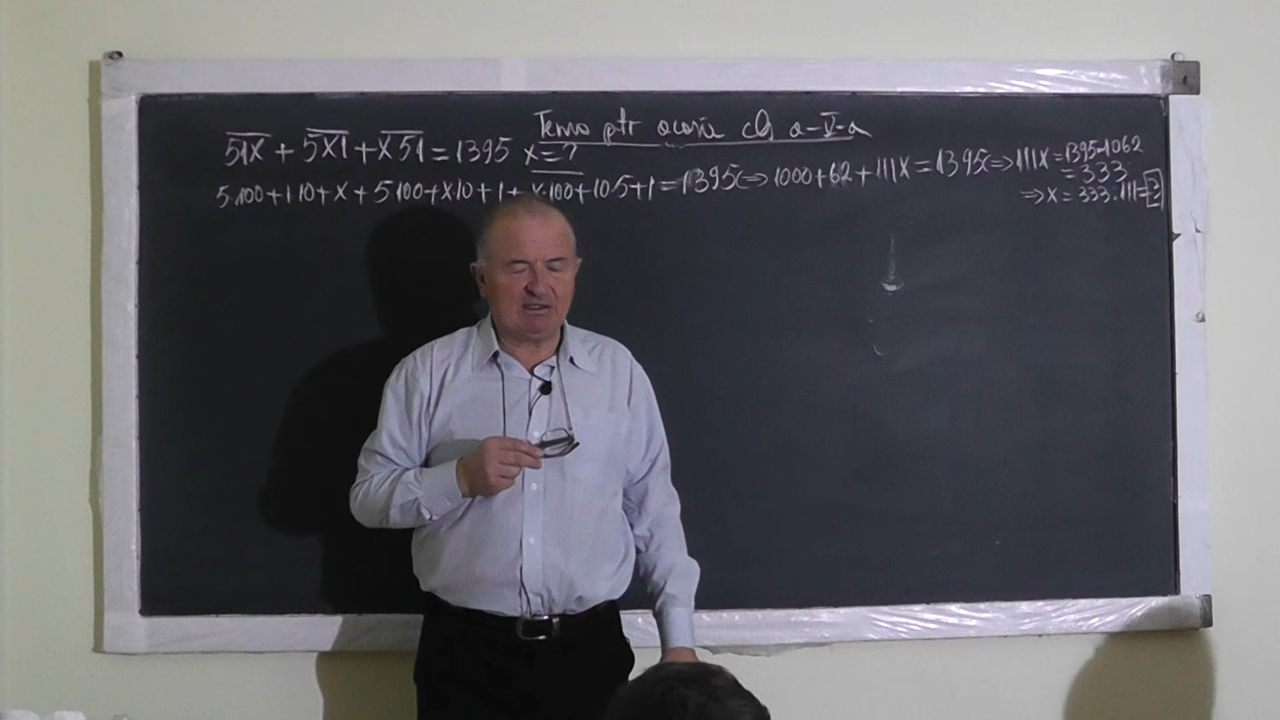 Tema ptr acasă cls a-V-a
51x + 5x1 + x51 = 1395 x = ?
5·100+1·10+x+5·100+x·10+1+x·100+10·5+1=1395 ⇒ 1000+62+111x=1395 ⇒ 111x=1395-1062
=333
⇒ x = 333:111=3